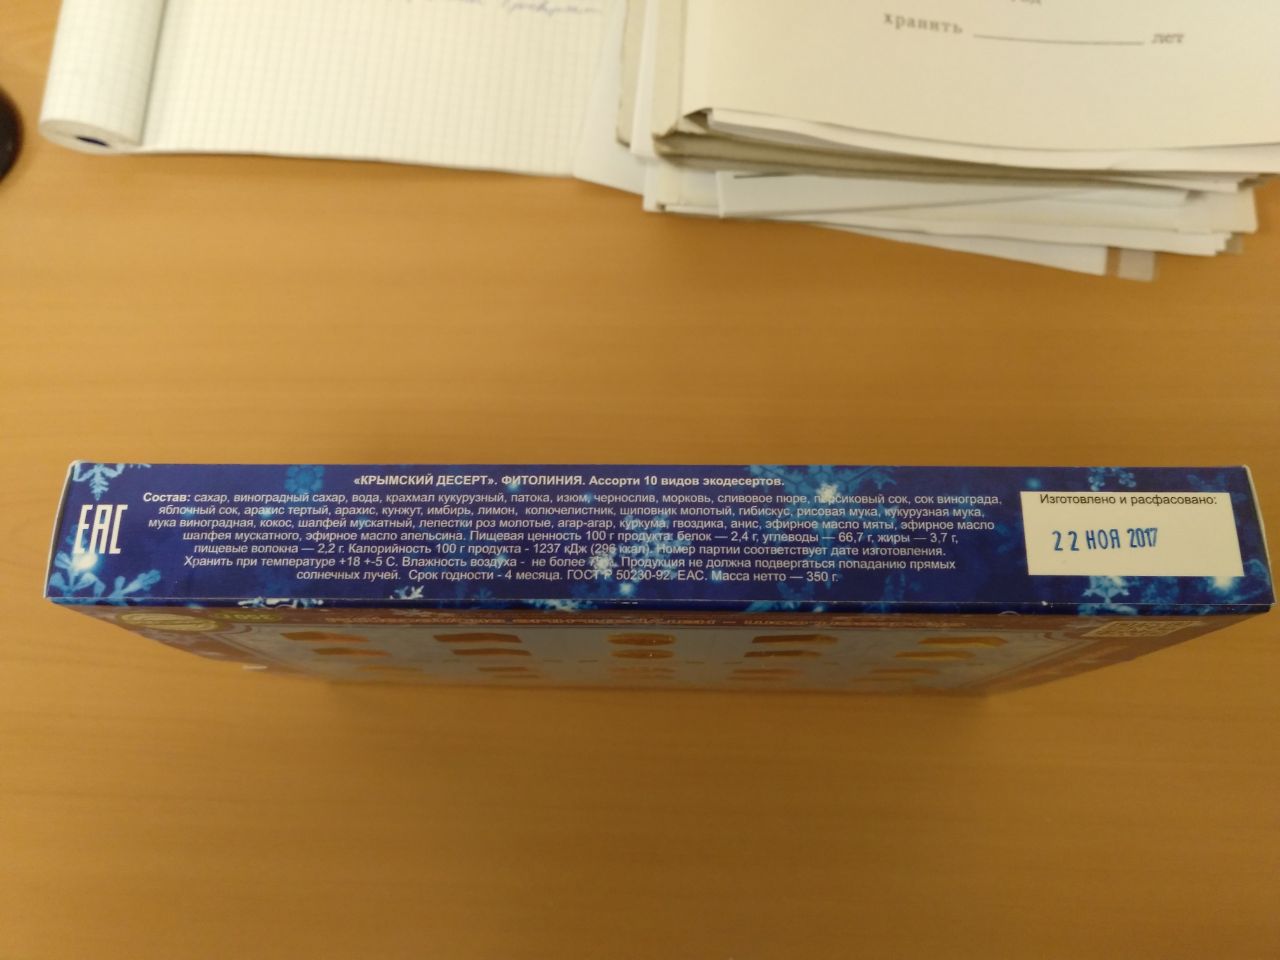 хранить лет
«КРЫМСКИЙ ДЕСЕРТ». ФИТОЛИНИЯ. Ассорти 10 видов экодесертов.
Состав: сахар, виноградный сахар, вода, крахмал кукурузный, патока, изюм, чернослив, морковь, сливовое пюре, персиковый сок, сок винограда,
яблочный сок, арахис тертый, арахис, кунжут, имбирь, лимон, колючелистник, шиповник молотый, гибискус, рисовая мука, кукурузная мука,
мука виноградная, кокос, шалфей мускатный, лепестки роз молотые, агар-агар, куркума, гвоздика, анис, эфирное масло мяты, эфирное масло
шалфея мускатного, эфирное масло апельсина. Пищевая ценность 100 г продукта: белок — 2,4 г, углеводы — 66,7 г, жиры — 3,7 г,
пищевые волокна — 2,2 г. Калорийность 100 г продукта - 1237 кДж (296 ккал). Номер партии соответствует дате изготовления.
Хранить при температуре +18 +-5 С. Влажность воздуха - не более Продукция не должна подвергаться попаданию прямых
солнечных лучей. Срок годности - 4 месяца. ГОСТ Р 50230-92. ЕАС. Масса нетто — 350 г.
EAC
Изготовлено и расфасовано:
22 НОЯ 2017